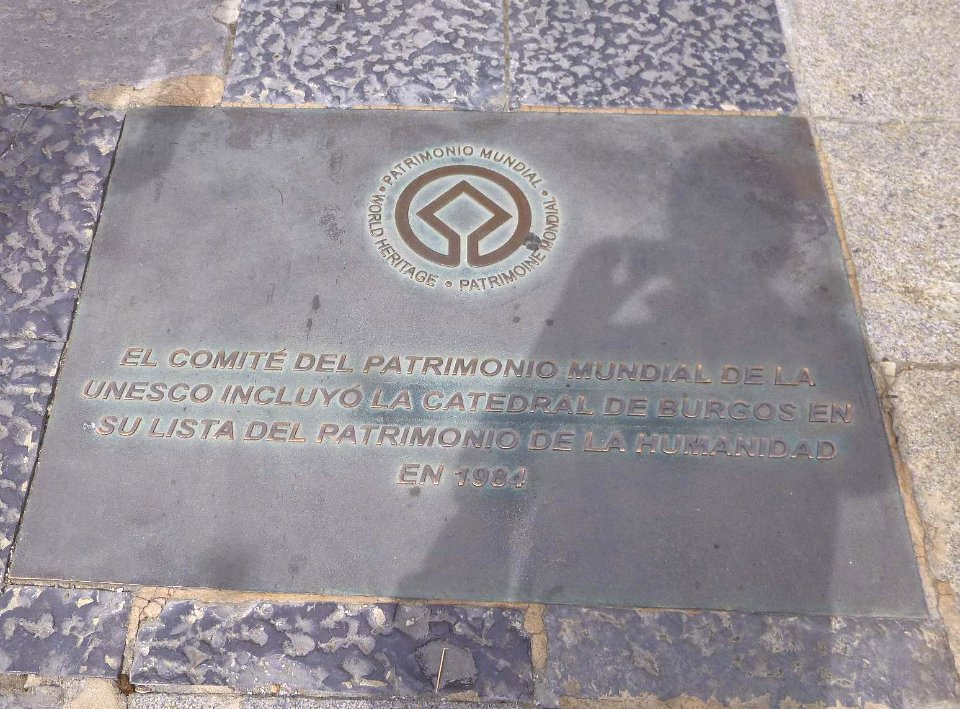 PATRIMONIO MUNDIAL • WORLD HERITAGE • PATRIMOINE MONDIAL •
EL COMITÉ DEL PATRIMONIO MUNDIAL DE LA
UNESCO INCLUYÓ LA CATEDRAL DE BURGOS EN
SU LISTA DEL PATRIMONIO DE LA HUMANIDAD
EN 1984